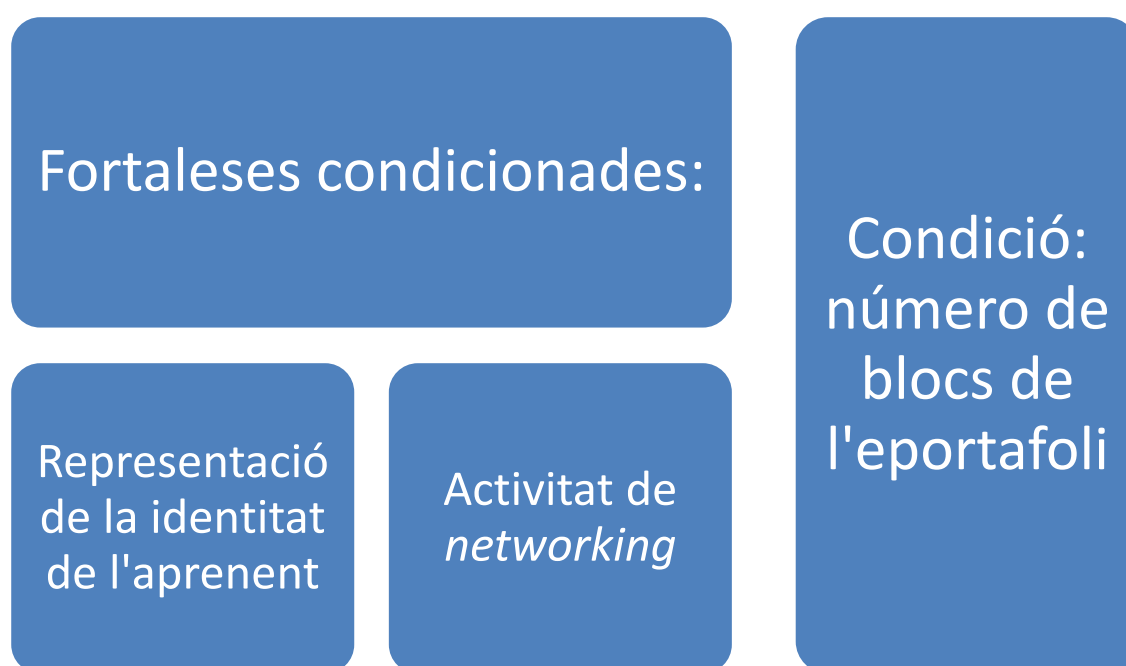 Fortaleses condicionades:
Representació
de la identitat
de l'aprenent
Activitat de
networking
Condició:
número de
blocs de
l'eportafoli